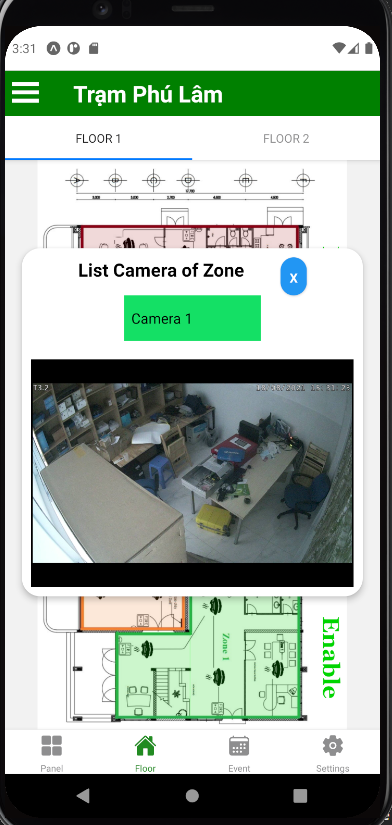 3:31
Trạm Phú Lâm
FLOOR 1
FLOOR 2
List Camera of Zone
x
Camera 1
T3.2
Zone 1
Enable
Panel
Floor
Event
Settings